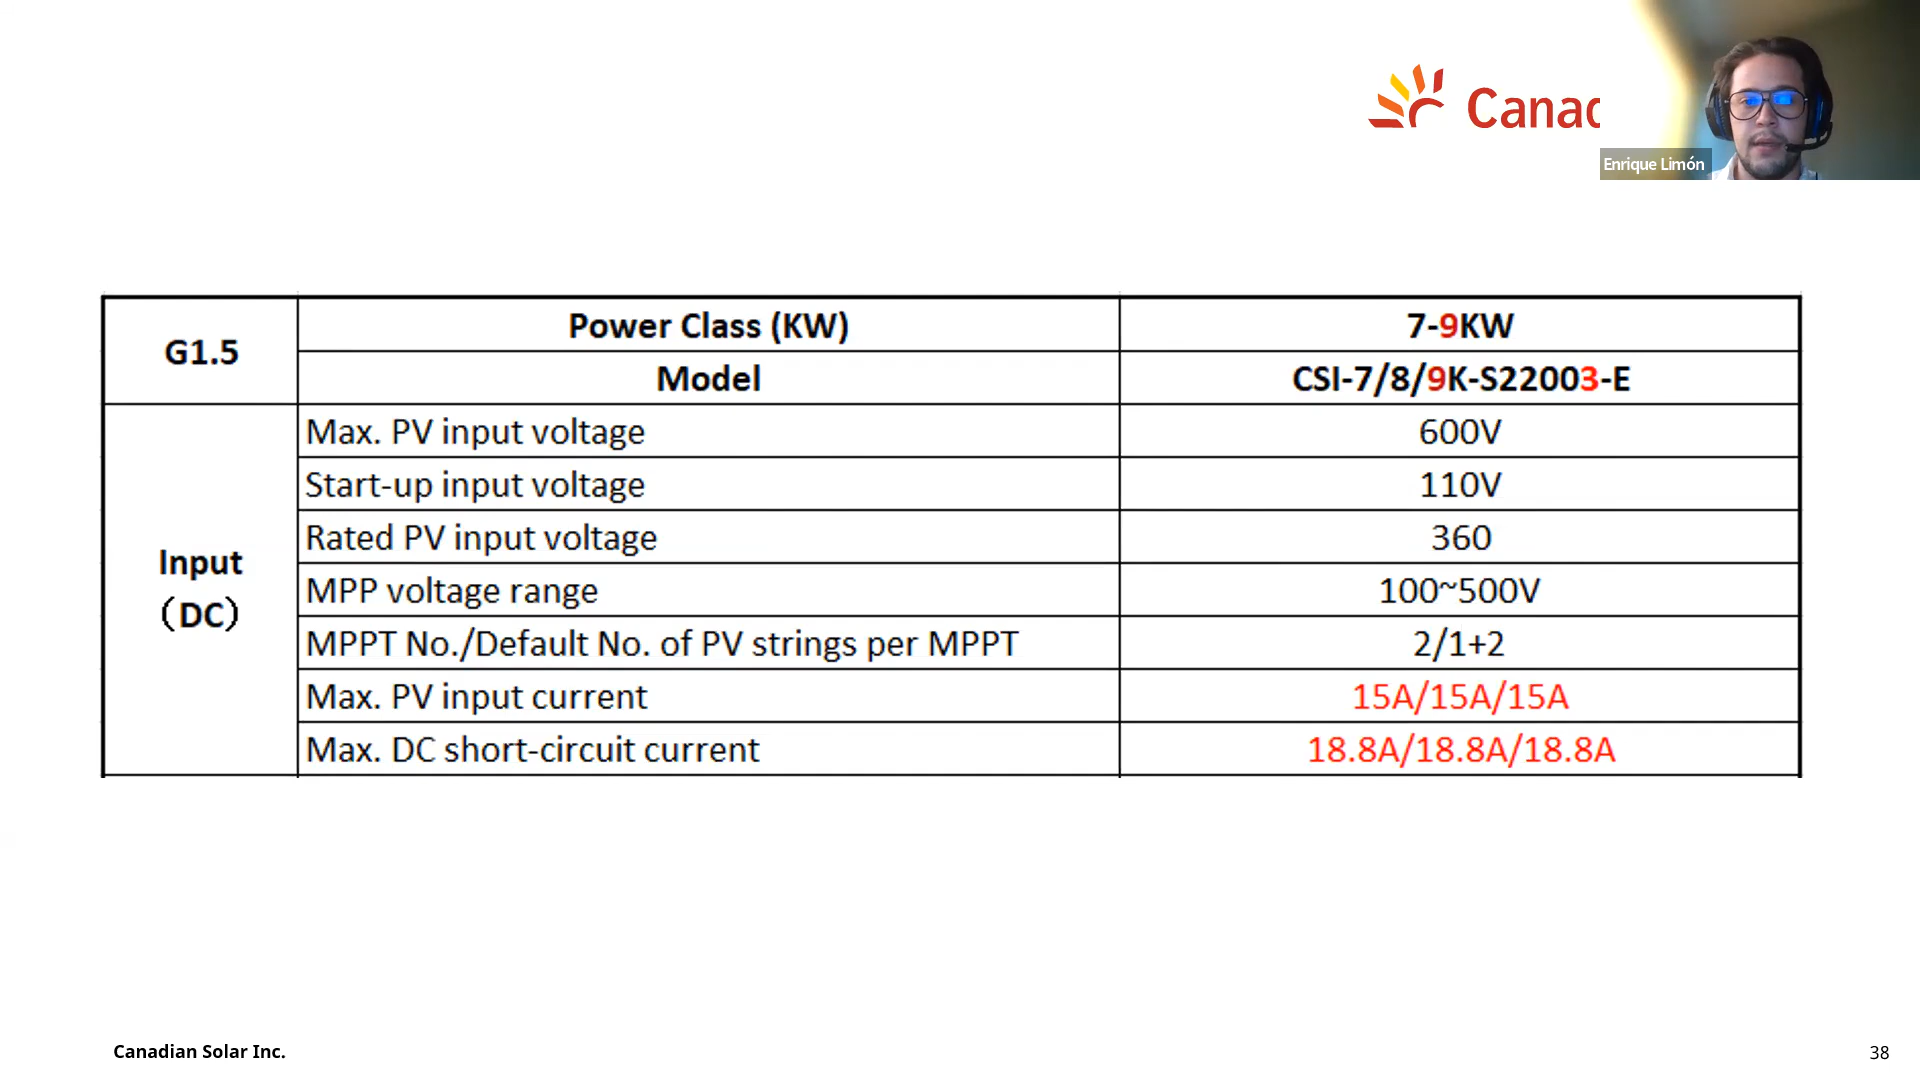 Canad
Enrique Limón
G1.5
Power Class (KW)
7-9KW
Model
CSI-7/8/9K-S22003-E
Input
（DC）
Max. PV input voltage
600V
Start-up input voltage
110V
Rated PV input voltage
360
MPP voltage range
100~500V
MPPT No./Default No. of PV strings per MPPT
2/1+2
Max. PV input current
15A/15A/15A
Max. DC short-circuit current
18.8A/18.8A/18.8A
Canadian Solar Inc.
38